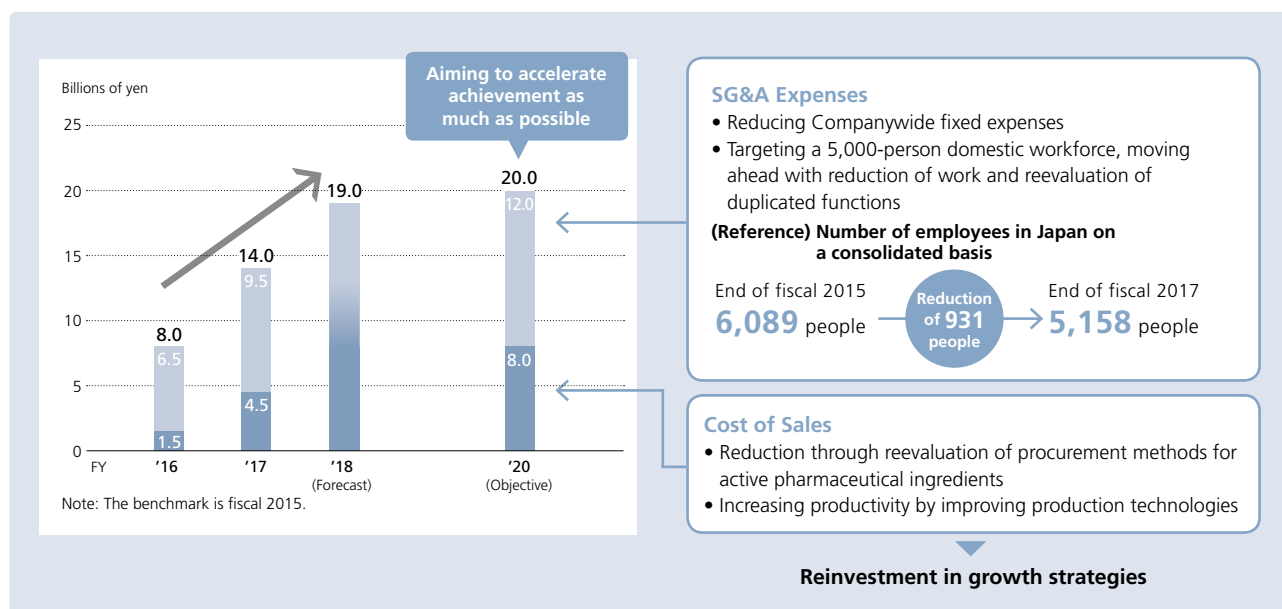 Billions of yen
Aiming to accelerate
achievement as
much as possible
25
20
15
10
5
0
8.0
6.5
1.5
14.0
9.5
4.5
19.0
20.0
12.0
8.0
FY
’16
’17
’18
(Forecast)
’20
(Objective)
Note: The benchmark is fiscal 2015.
SG&A Expenses
• Reducing Companywide fixed expenses
• Targeting a 5,000-person domestic workforce, moving
ahead with reduction of work and reevaluation of
duplicated functions
(Reference) Number of employees in Japan on
a consolidated basis
End of fiscal 2015
6,089 people
Reduction
of 931
people
End of fiscal 2017
5,158 people
Cost of Sales
• Reduction through reevaluation of procurement methods for
active pharmaceutical ingredients
• Increasing productivity by improving production technologies
Reinvestment in growth strategies